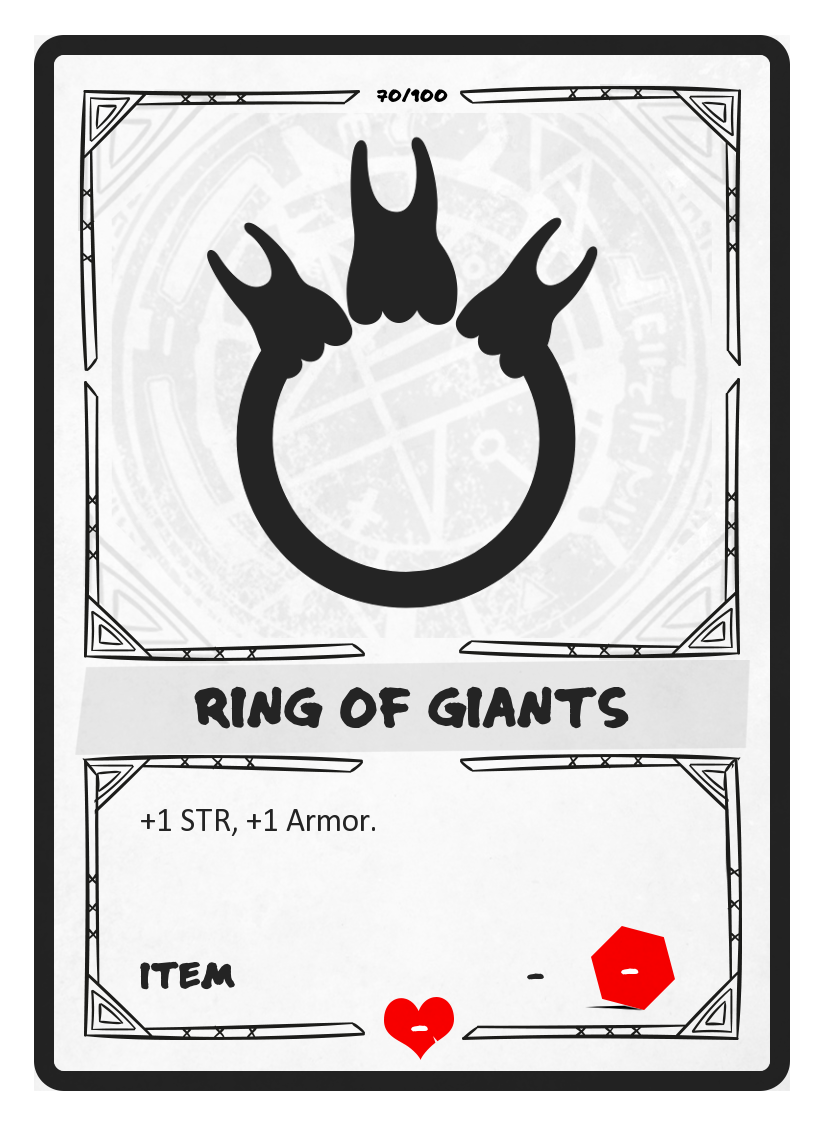 70/100
RING OF GIANTS
+1 STR, +1 Armor.
ITEM
-
-
-